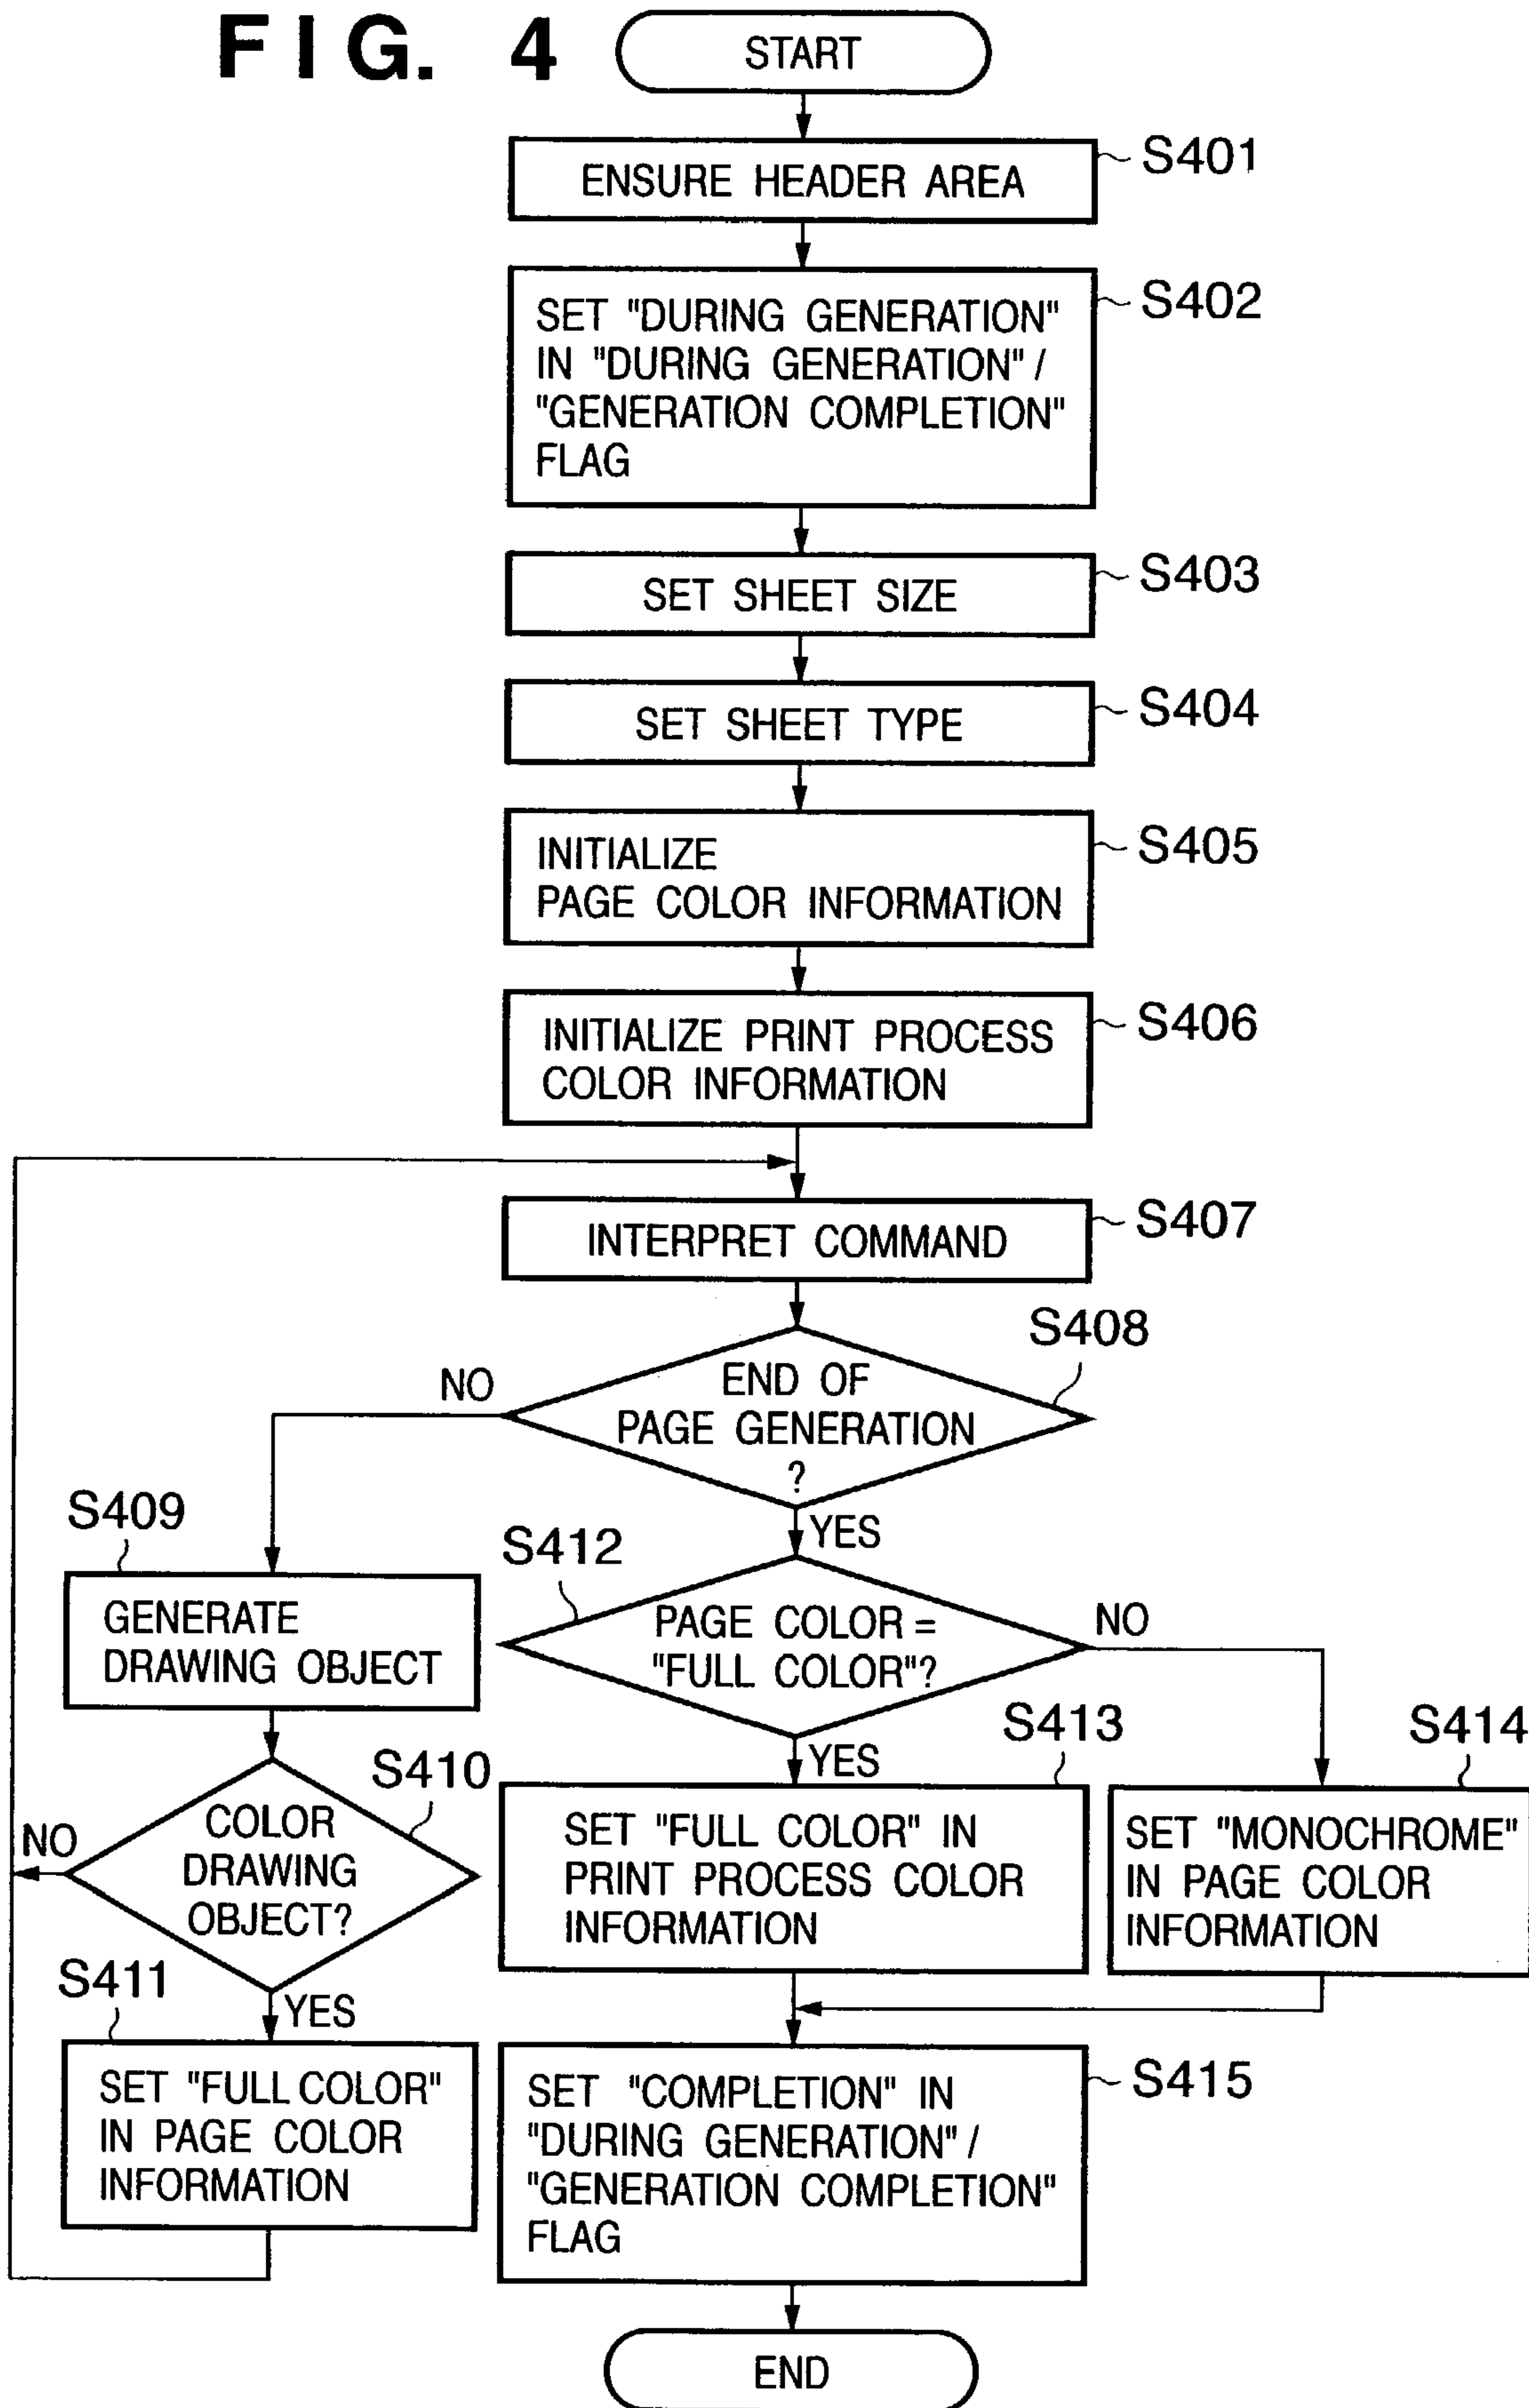 FIG. 4
START
ENSURE HEADER AREA
S401
SET "DURING GENERATION"
IN "DURING GENERATION" /
"GENERATION COMPLETION"
FLAG
S402
SET SHEET SIZE
S403
SET SHEET TYPE
S404
INITIALIZE
PAGE COLOR INFORMATION
S405
INITIALIZE PRINT PROCESS
COLOR INFORMATION
S406
INTERPRET COMMAND
S407
S408
END OF
PAGE GENERATION
?
NO
YES
S409
GENERATE
DRAWING OBJECT
S410
COLOR
DRAWING
OBJECT?
NO
YES
S411
SET "FULL COLOR"
IN PAGE COLOR
INFORMATION
S412
PAGE COLOR =
"FULL COLOR"?
NO
YES
S413
SET "FULL COLOR" IN
PRINT PROCESS COLOR
INFORMATION
S414
SET "MONOCHROME"
IN PAGE COLOR
INFORMATION
SET "COMPLETION" IN
"DURING GENERATION" /
"GENERATION COMPLETION"
FLAG
S415
END